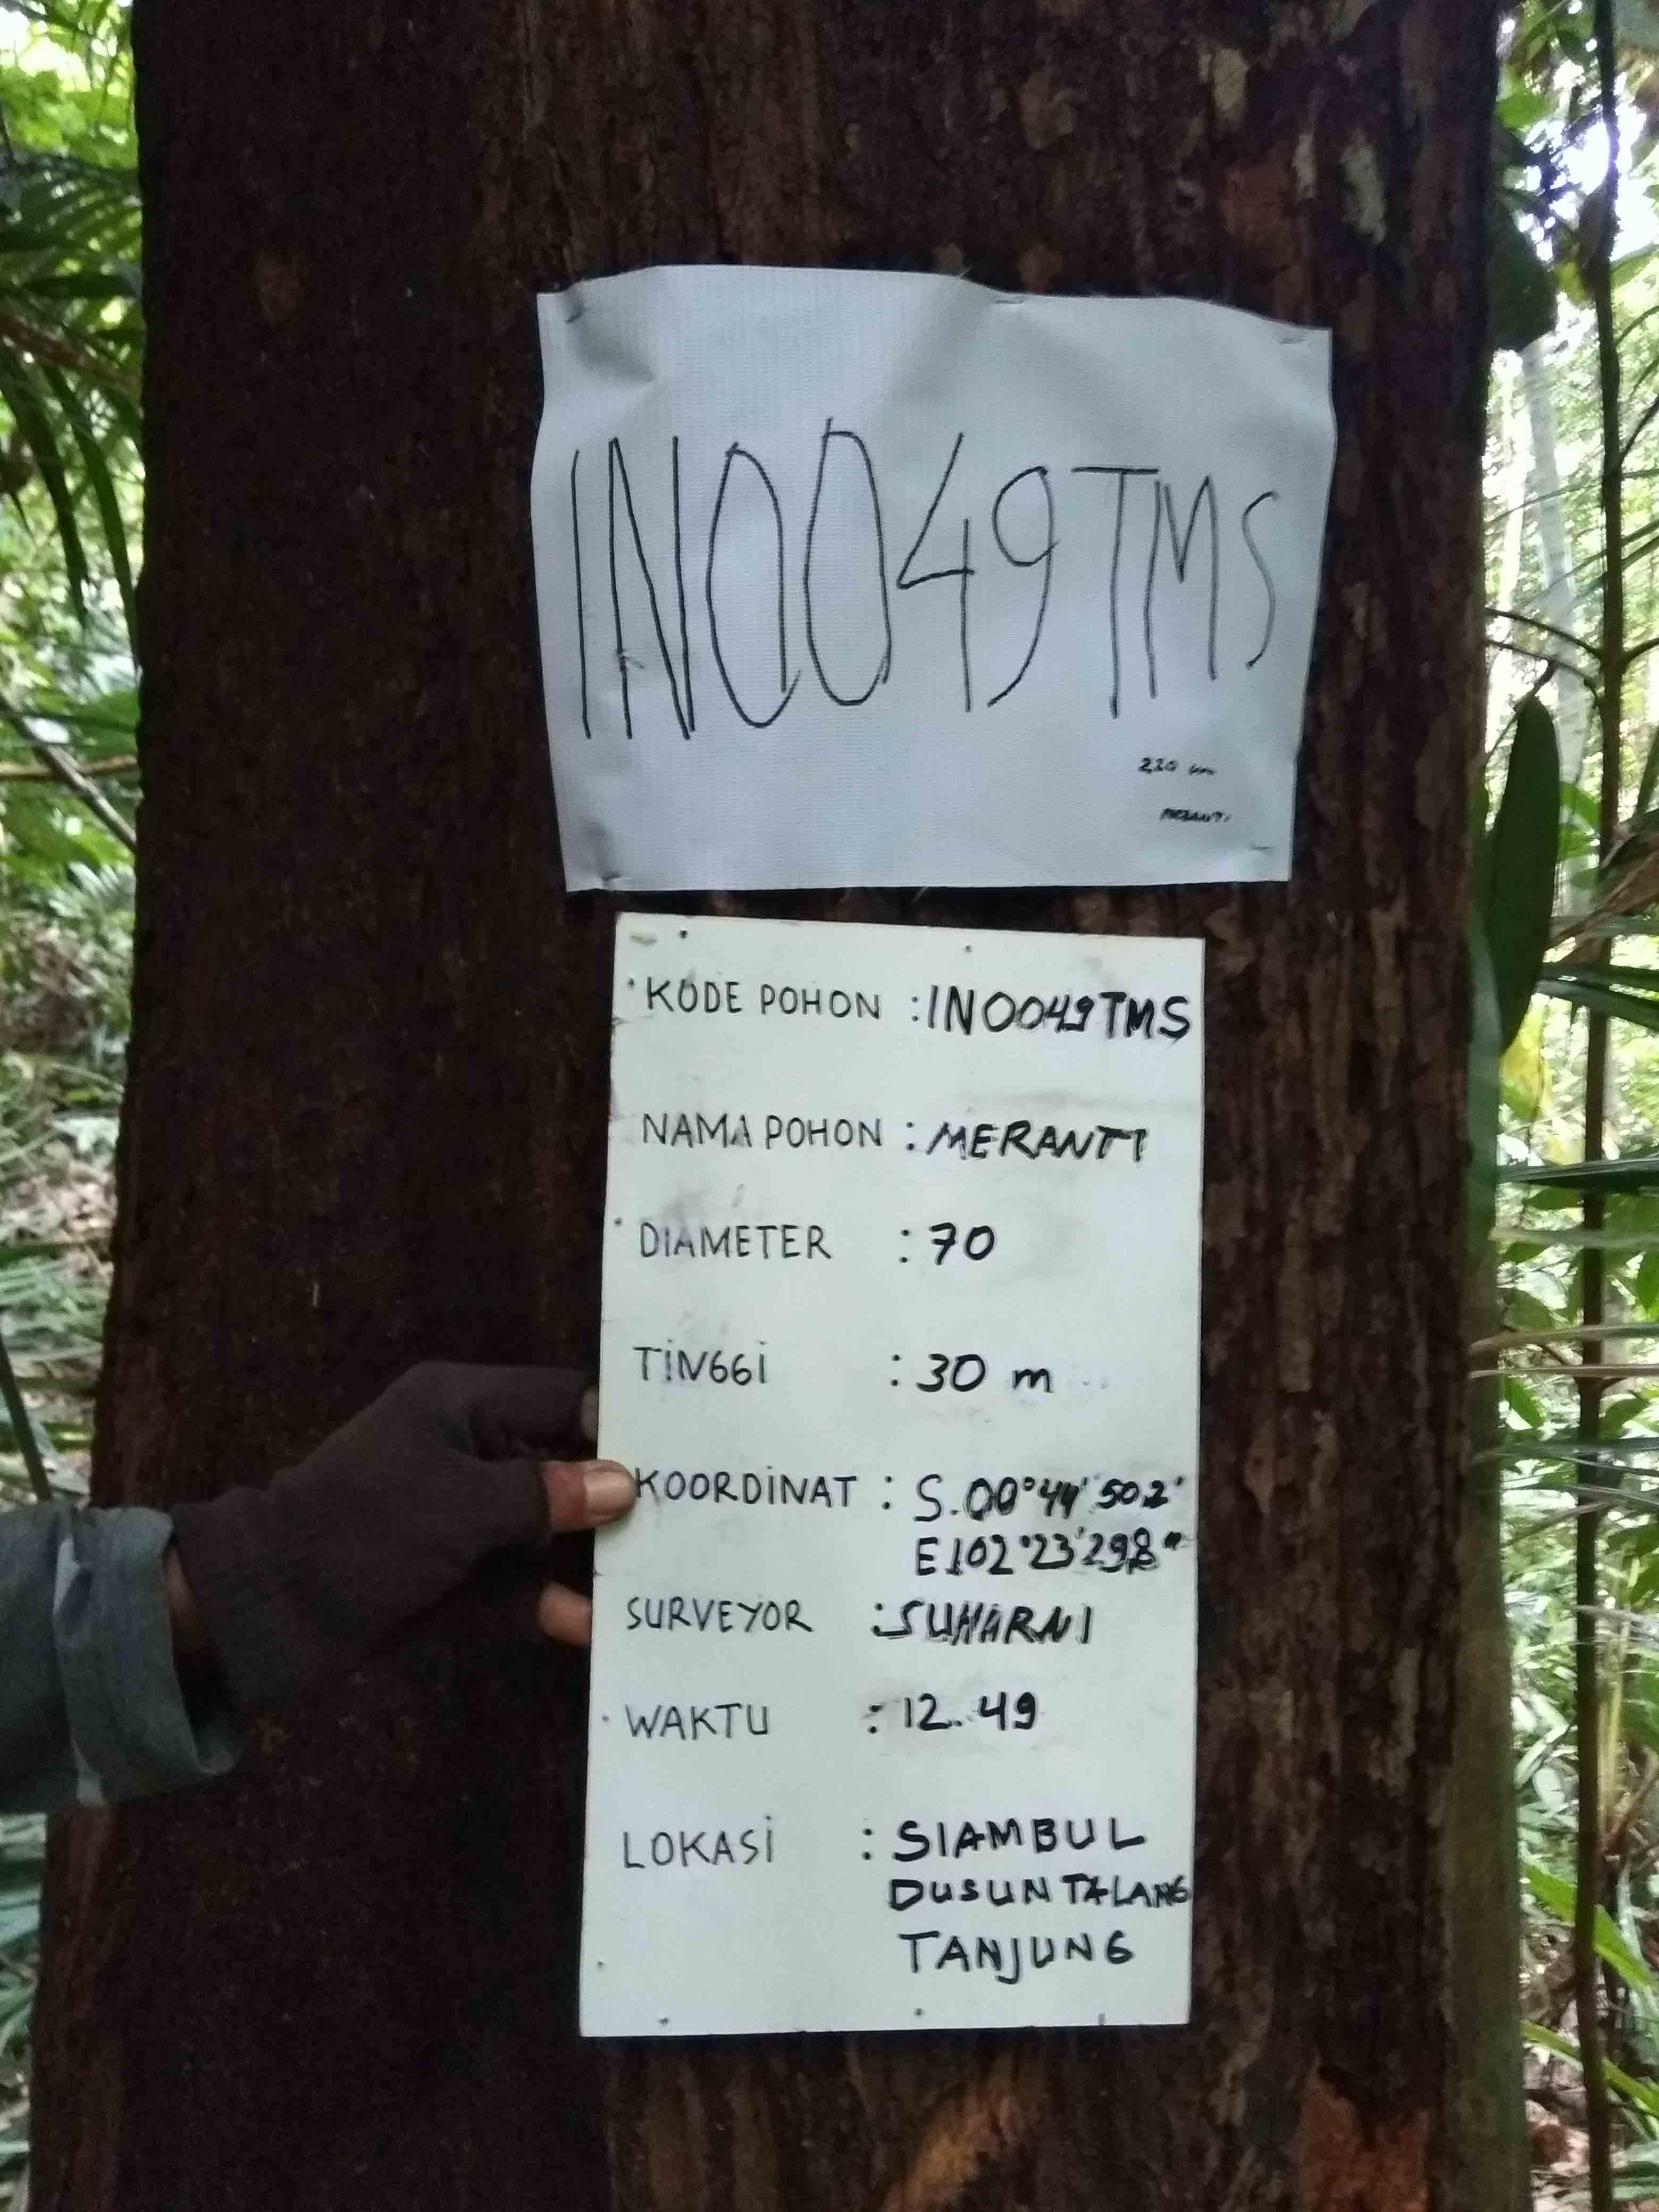 IN0049TMS
220 cm
MERANTI
KODE POHON : IN0049TMS
NAMA POHON : MERANTI
DIAMETER : 70
TINGGI : 30 m
KOORDINAT : S.00°44'50.2'
E102°23'29.8"
SURVEYOR : SUHARNI
WAKTU : 12.49
LOKASI : SIAMBUL
DUSUN TALANG
TANJUNG